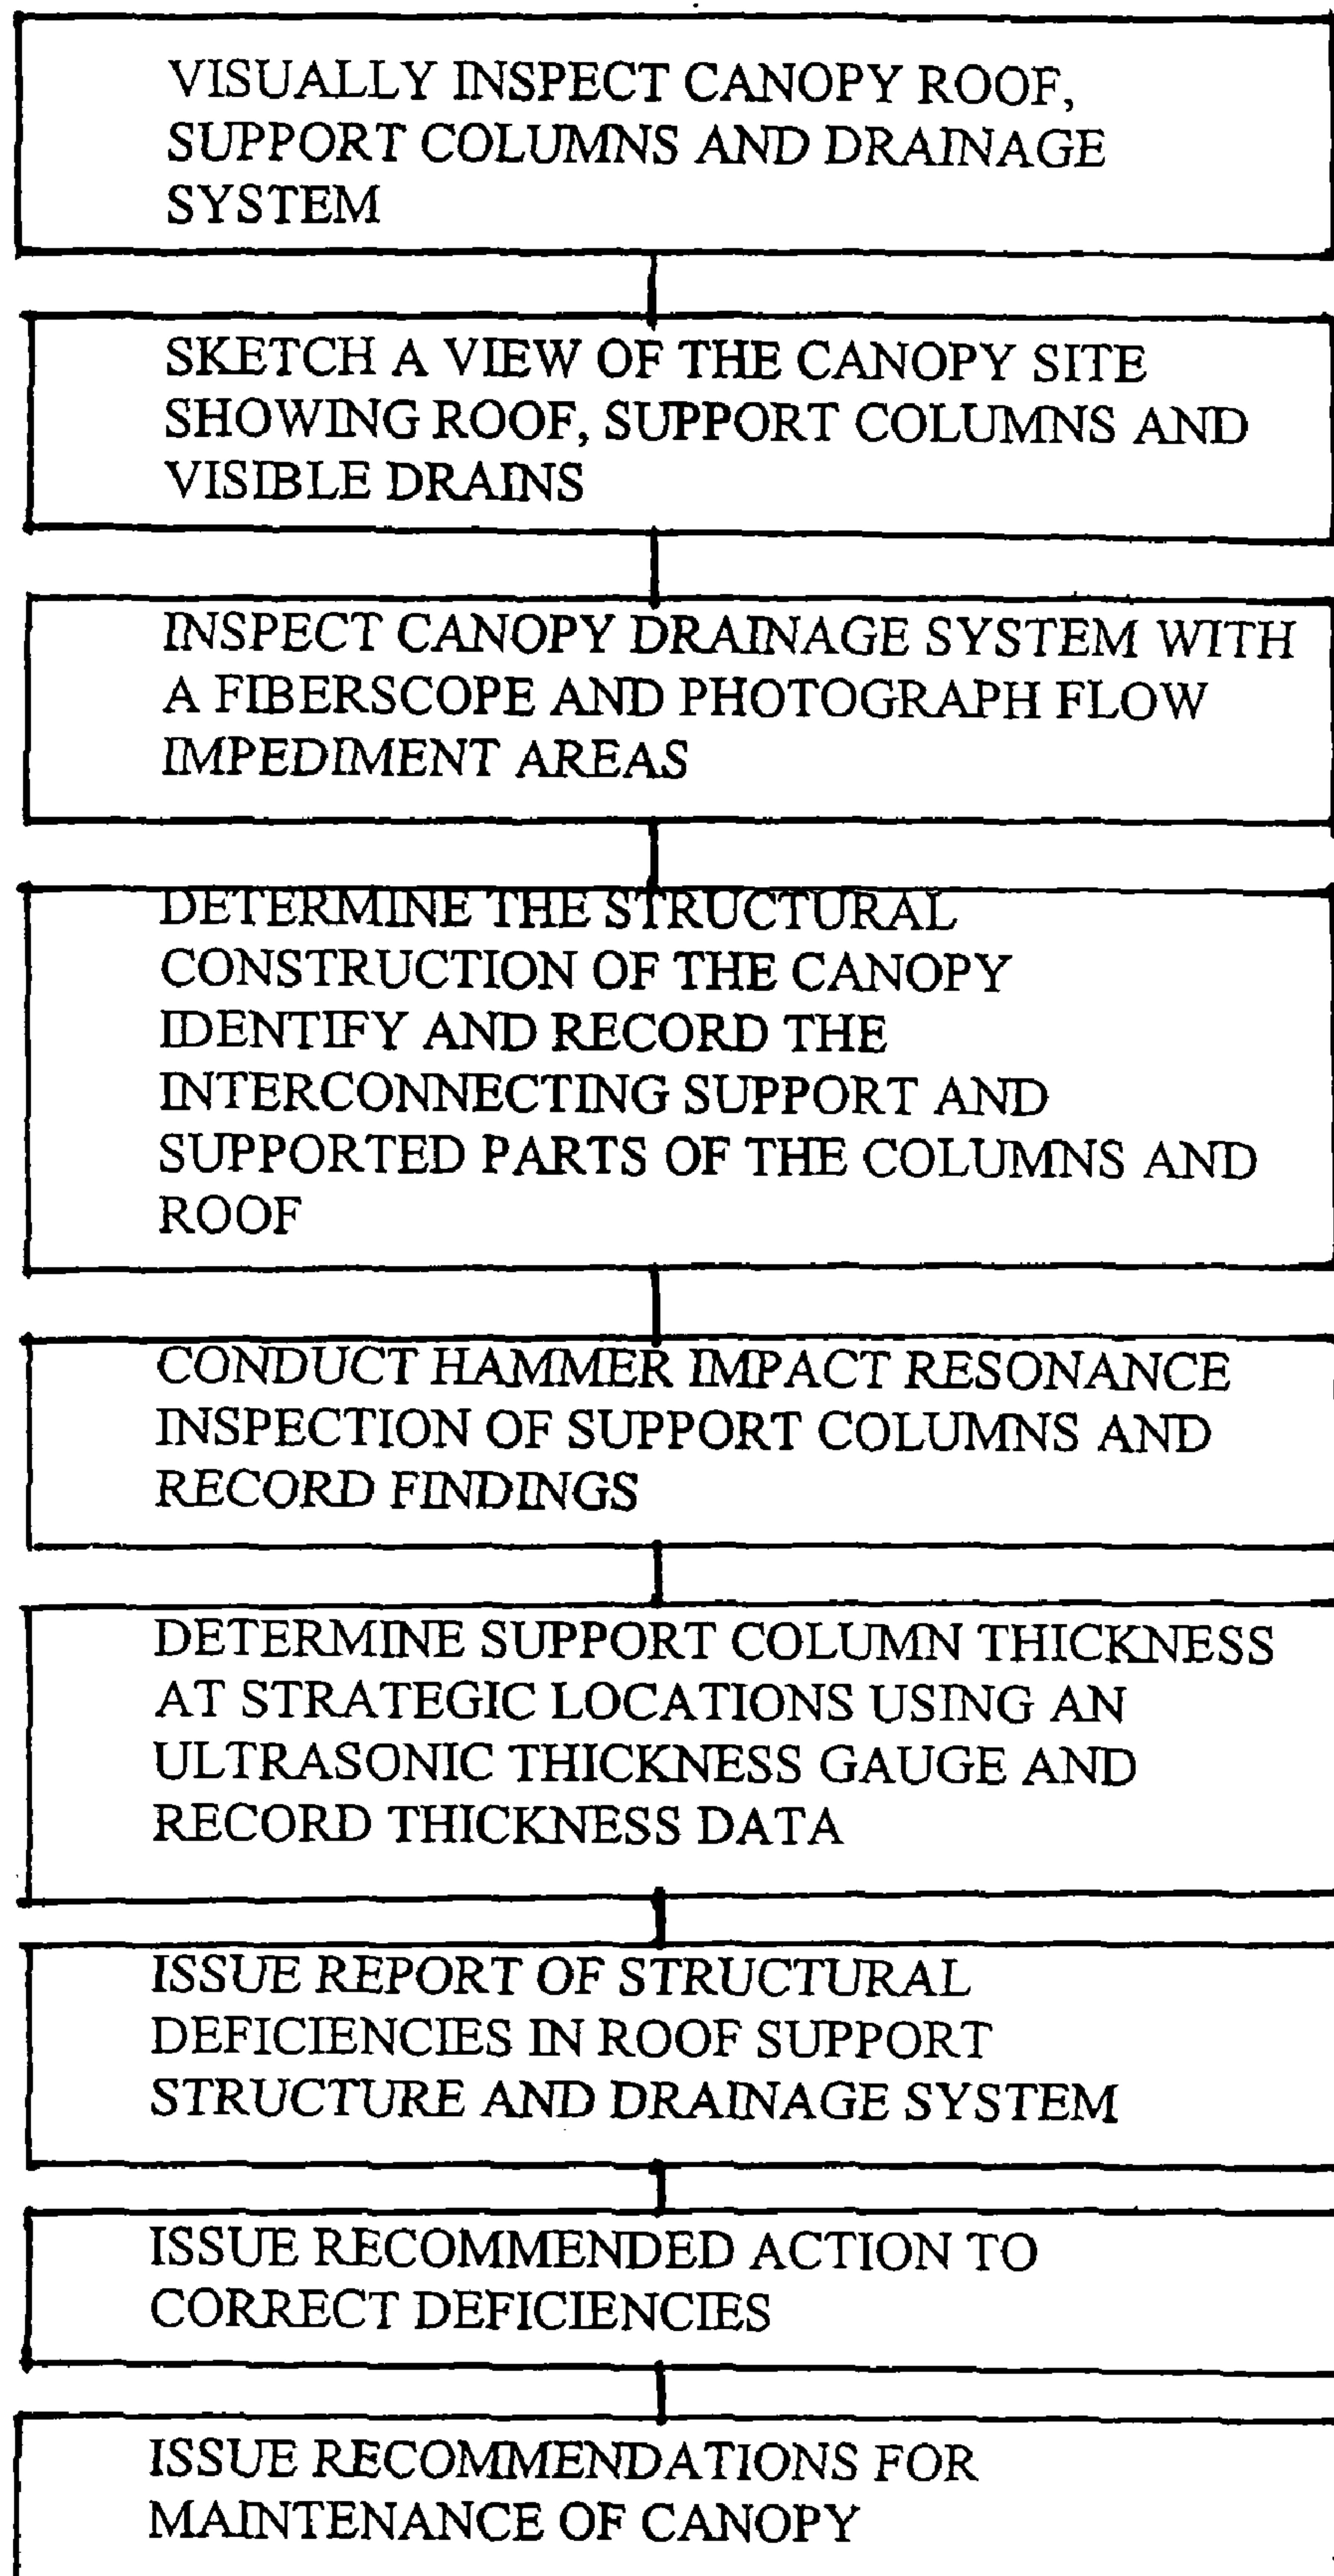 VISUALLY INSPECT CANOPY ROOF,
SUPPORT COLUMNS AND DRAINAGE
SYSTEM
SKETCH A VIEW OF THE CANOPY SITE
SHOWING ROOF, SUPPORT COLUMNS AND
VISIBLE DRAINS
INSPECT CANOPY DRAINAGE SYSTEM WITH
A FIBERSCOPE AND PHOTOGRAPH FLOW
IMPEDIMENT AREAS
DETERMINE THE STRUCTURAL
CONSTRUCTION OF THE CANOPY
IDENTIFY AND RECORD THE
INTERCONNECTING SUPPORT AND
SUPPORTED PARTS OF THE COLUMNS AND
ROOF
CONDUCT HAMMER IMPACT RESONANCE
INSPECTION OF SUPPORT COLUMNS AND
RECORD FINDINGS
DETERMINE SUPPORT COLUMN THICKNESS
AT STRATEGIC LOCATIONS USING AN
ULTRASONIC THICKNESS GAUGE AND
RECORD THICKNESS DATA
ISSUE REPORT OF STRUCTURAL
DEFICIENCIES IN ROOF SUPPORT
STRUCTURE AND DRAINAGE SYSTEM
ISSUE RECOMMENDED ACTION TO
CORRECT DEFICIENCIES
ISSUE RECOMMENDATIONS FOR
MAINTENANCE OF CANOPY